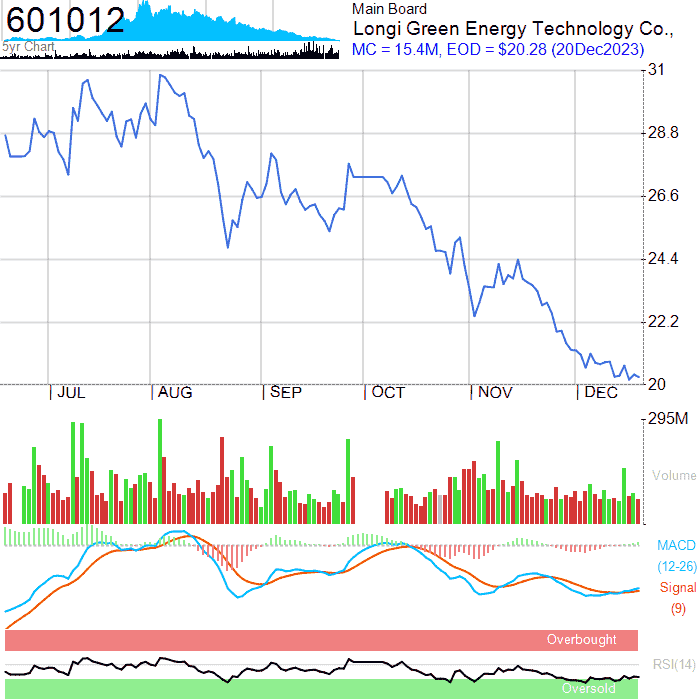 601012
5yr Chart
Main Board
Longi Green Energy Technology Co.,
MC = 15.4M, EOD = $20.28 (20Dec2023)
31
28.8
26.6
24.4
22.2
20
JUL
AUG
SEP
OCT
NOV
DEC
295M
Volume
MACD
(12-26)
Signal
(9)
Overbought
RSI(14)
Oversold